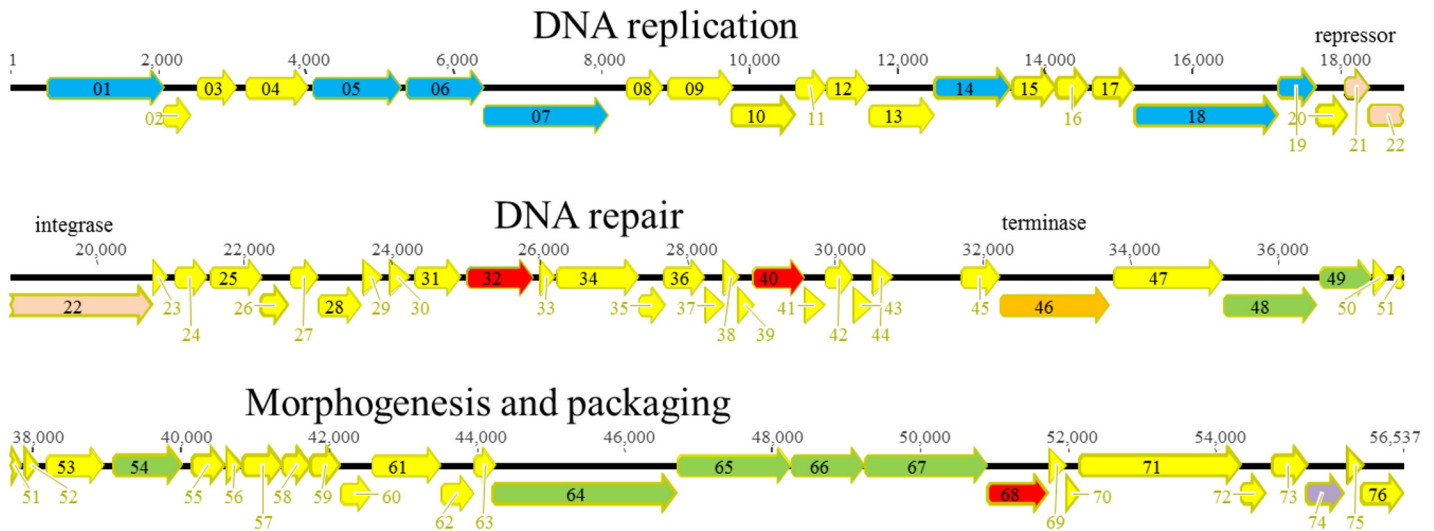 DNA replication
repressor
1 2,000 4,000 6,000 8,000 10,000 12,000 14,000 16,000 18,000
01 03 04 05 06 08 09 12 14 15 17
02 07 10 11 13 16 18 20 19 21 22
DNA repair
integrase terminase
20,000 22,000 24,000 26,000 28,000 30,000 32,000 34,000 36,000
25 31 32 34 36 40 47 49
22 23 24 26 27 28 29 30 33 35 37 38 39 41 42 43 44 45 46 48 50 51
Morphogenesis and packaging
38,000 40,000 42,000 44,000 46,000 48,000 50,000 52,000 54,000 56,537
53 54 61 65 66 67 71
51 52 55 56 57 58 59 60 62 63 64 68 69 70 72 73 74 75 76